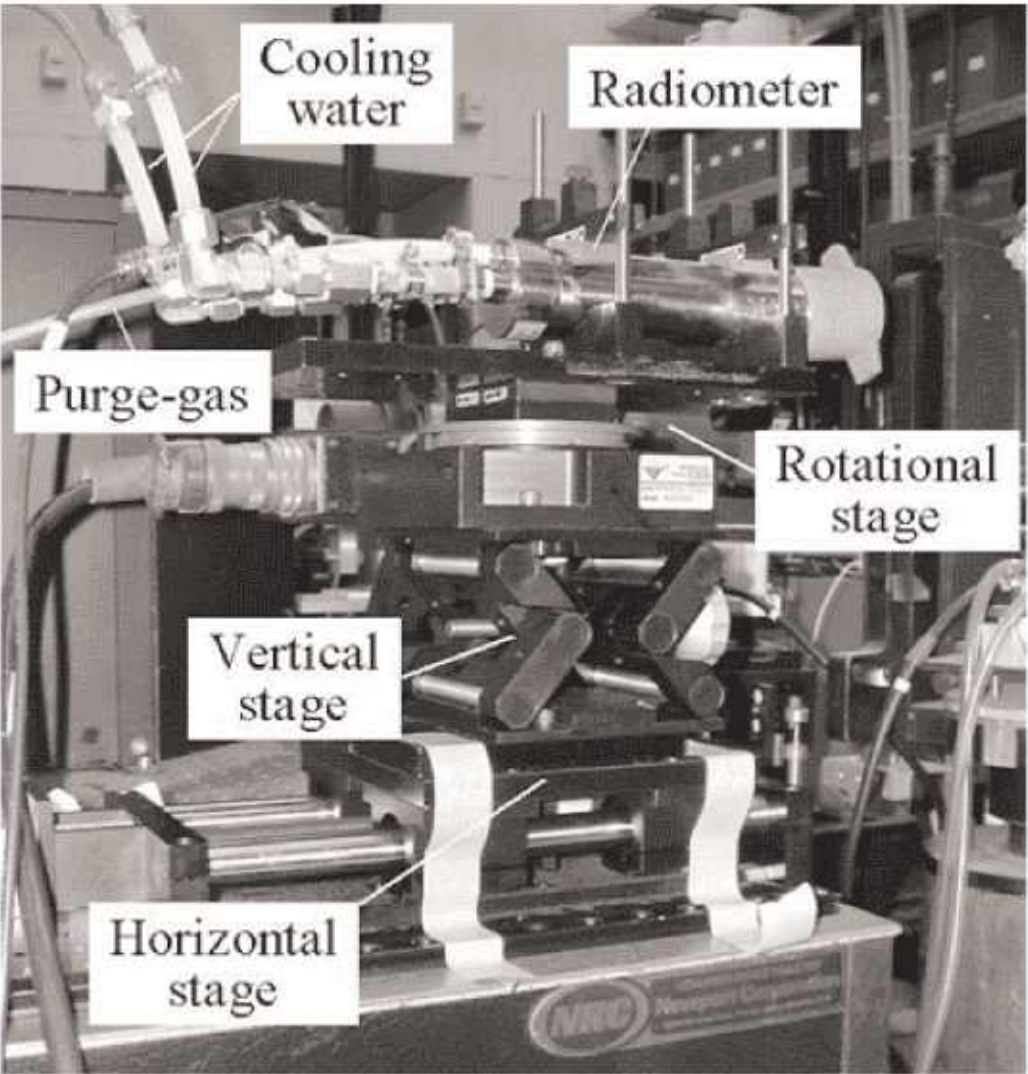 Cooling
water
Radiometer
Purge-gas
Rotational
stage
Vertical
stage
Horizontal
stage
NRC
Newport Corporation